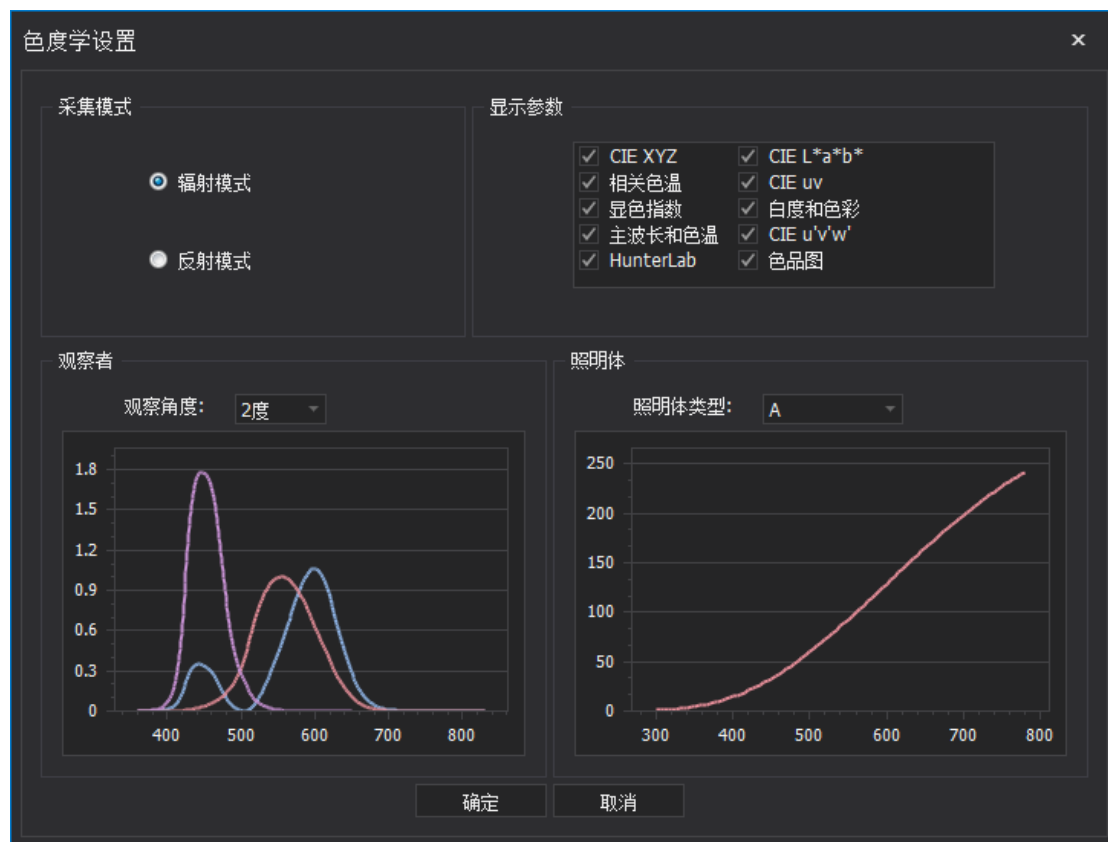 色度学设置
采集模式
辐射模式
反射模式
显示参数
CIE XYZ
CIE L*a*b*
相关色温
CIE uv
显色指数
白度和色彩
主波长和色温
CIE u'v'w'
HunterLab
色品图
观察者
观察角度:
2度
1.8
1.5
1.2
0.9
0.6
0.3
0
400 500 600 700 800
照明体
照明体类型:
A
250
200
150
100
50
0
300 400 500 600 700 800
确定
取消